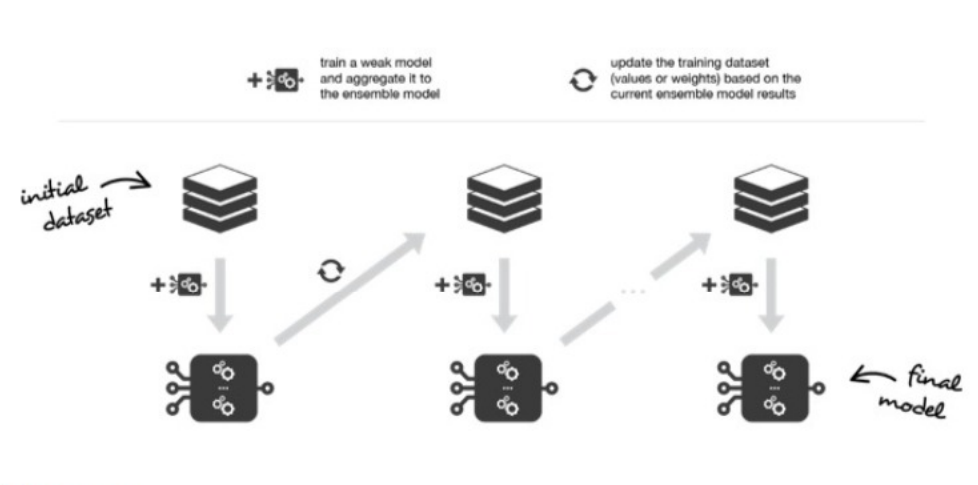 train a weak model
and aggregate it to
the ensemble model
update the training dataset
(values or weights) based on the
current ensemble model results
initial
dataset
...
final
model